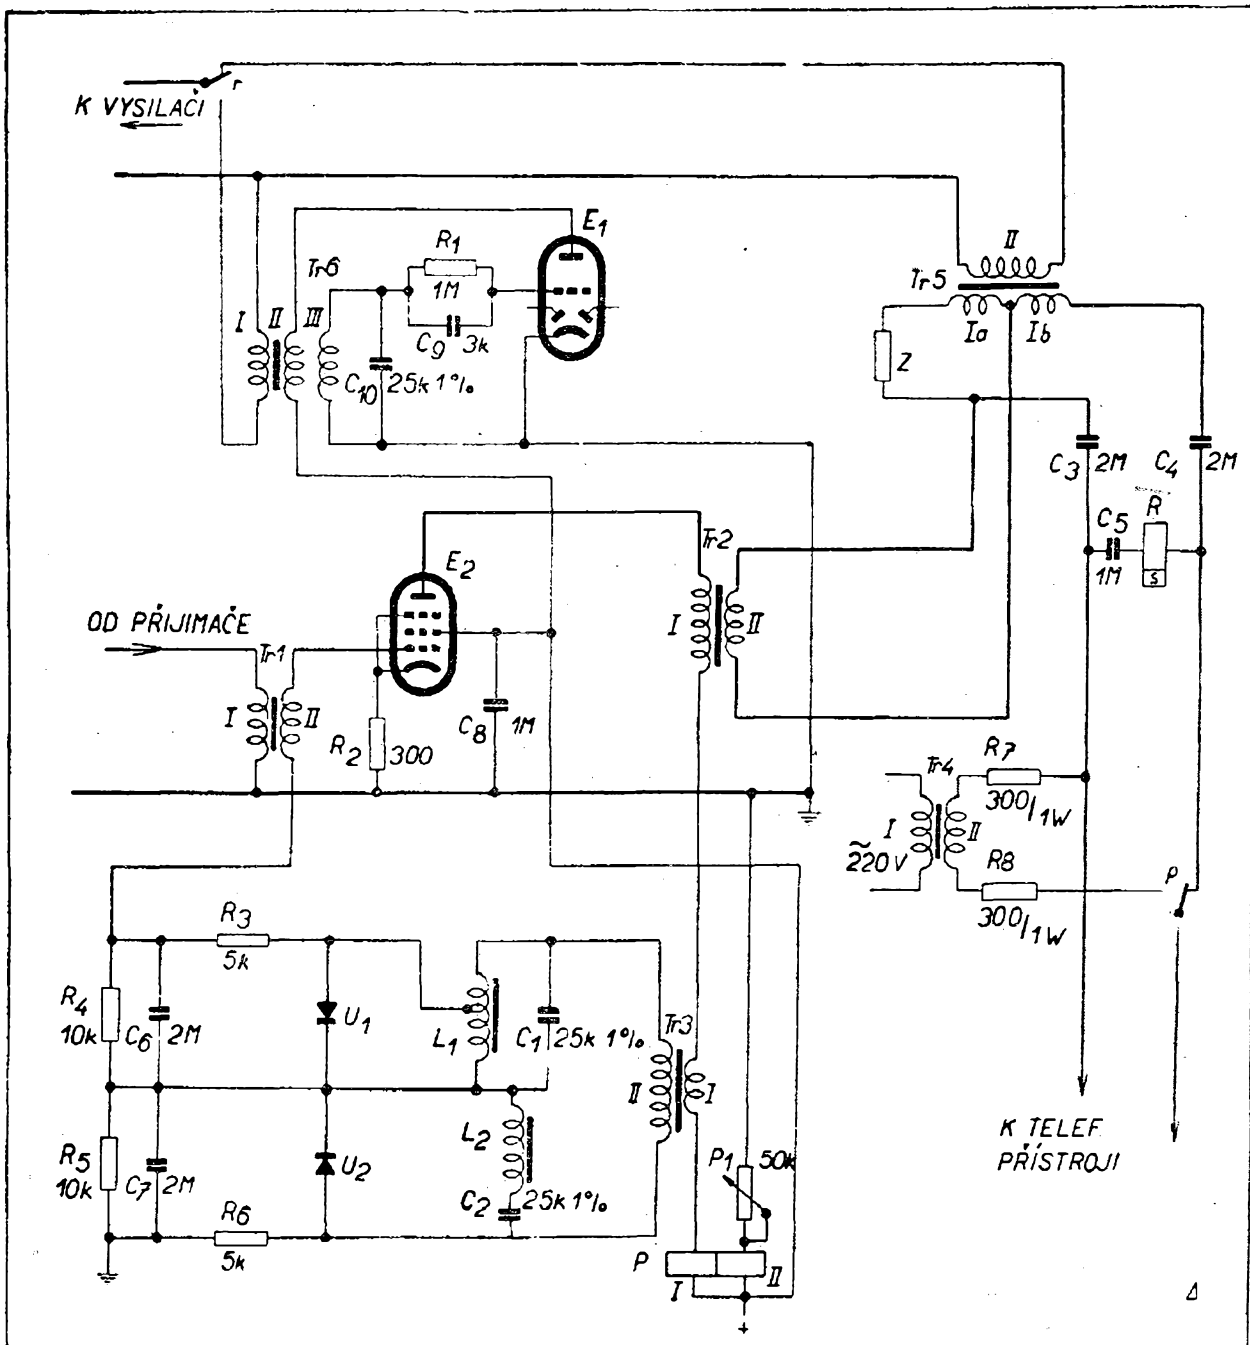 r
K VYSILAČI
E1
R1
1M
Tr6
I
II
III
C9
3k
C10
25k 1%
II
Tr5
Ia
Ib
Z
C3
2M
C4
2M
R
C5
1M
S
Tr2
E2
I
II
OD PŘIJIMAČE
Tr1
I
II
R2
300
C8
1M
Tr4
R7
300/1W
I
II
~220V
R8
300/1W
p
R3
5k
R4
10k
C6
2M
U1
L1
C1
25k 1%
Tr3
II
I
L2
C2
25k 1%
R5
10k
C7
2M
U2
R6
5k
P1
50k
P
I
II
+
K TELEF.
PŘÍSTROJI